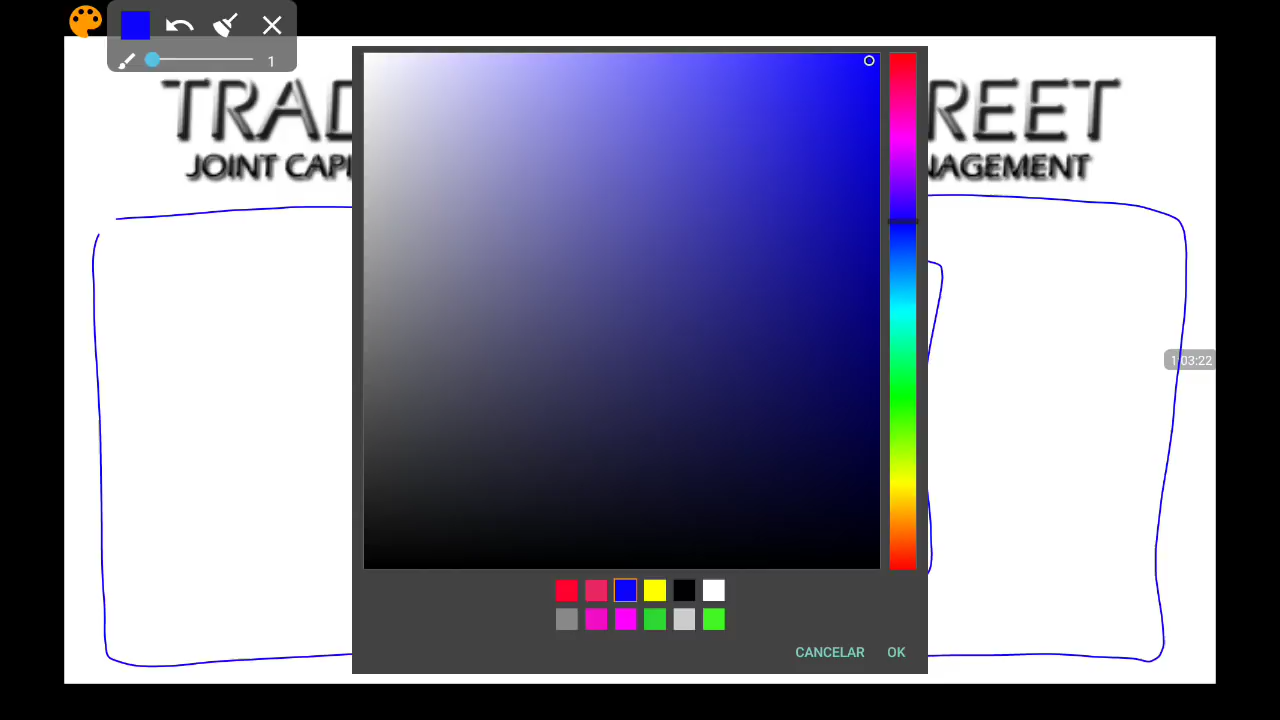 1
TRAD REET
JOINT CAPI NAGEMENT
1:03:22
CANCELAR OK